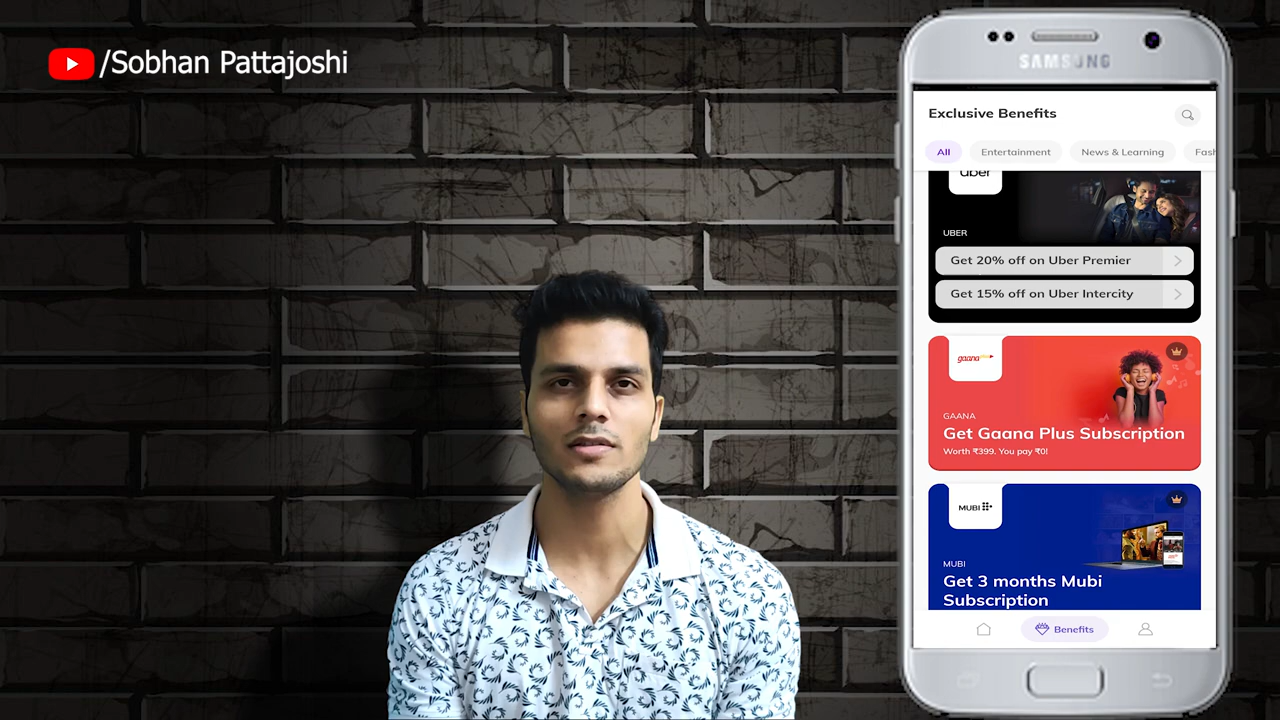 /Sobhan Pattajoshi
SAMSUNG
Exclusive Benefits
All
Entertainment
News & Learning
Fash
uber
UBER
Get 20% off on Uber Premier
Get 15% off on Uber Intercity
gaana
GAANA
Get Gaana Plus Subscription
Worth ₹399. You pay ₹0!
MUBI
MUBI
Get 3 months Mubi
Subscription
Benefits